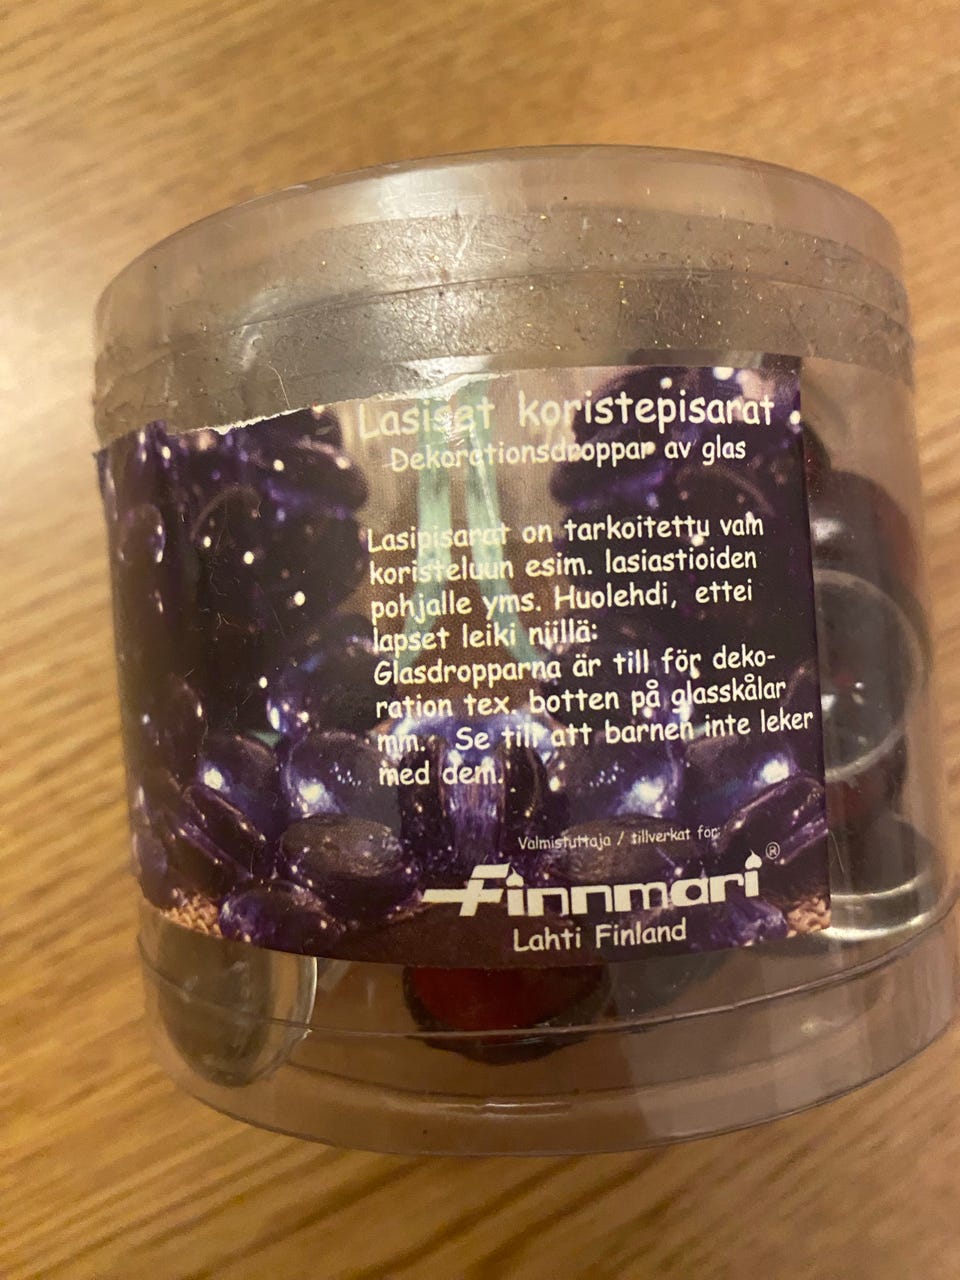 Lasiset koristepisarat
Dekorationsdroppar av glas
Lasipisarat on tarkoitettu vain
koristeluun esim. lasiastioiden
pohjalle yms. Huolehdi, ettei
lapset leiki niillä:
Glasdropparna är till för deko-
ration tex. botten på glasskålar
mm. Se till att barnen inte leker
med dem.
Valmistuttaja / tillverkat för:
Finnmari ®
Lahti Finland